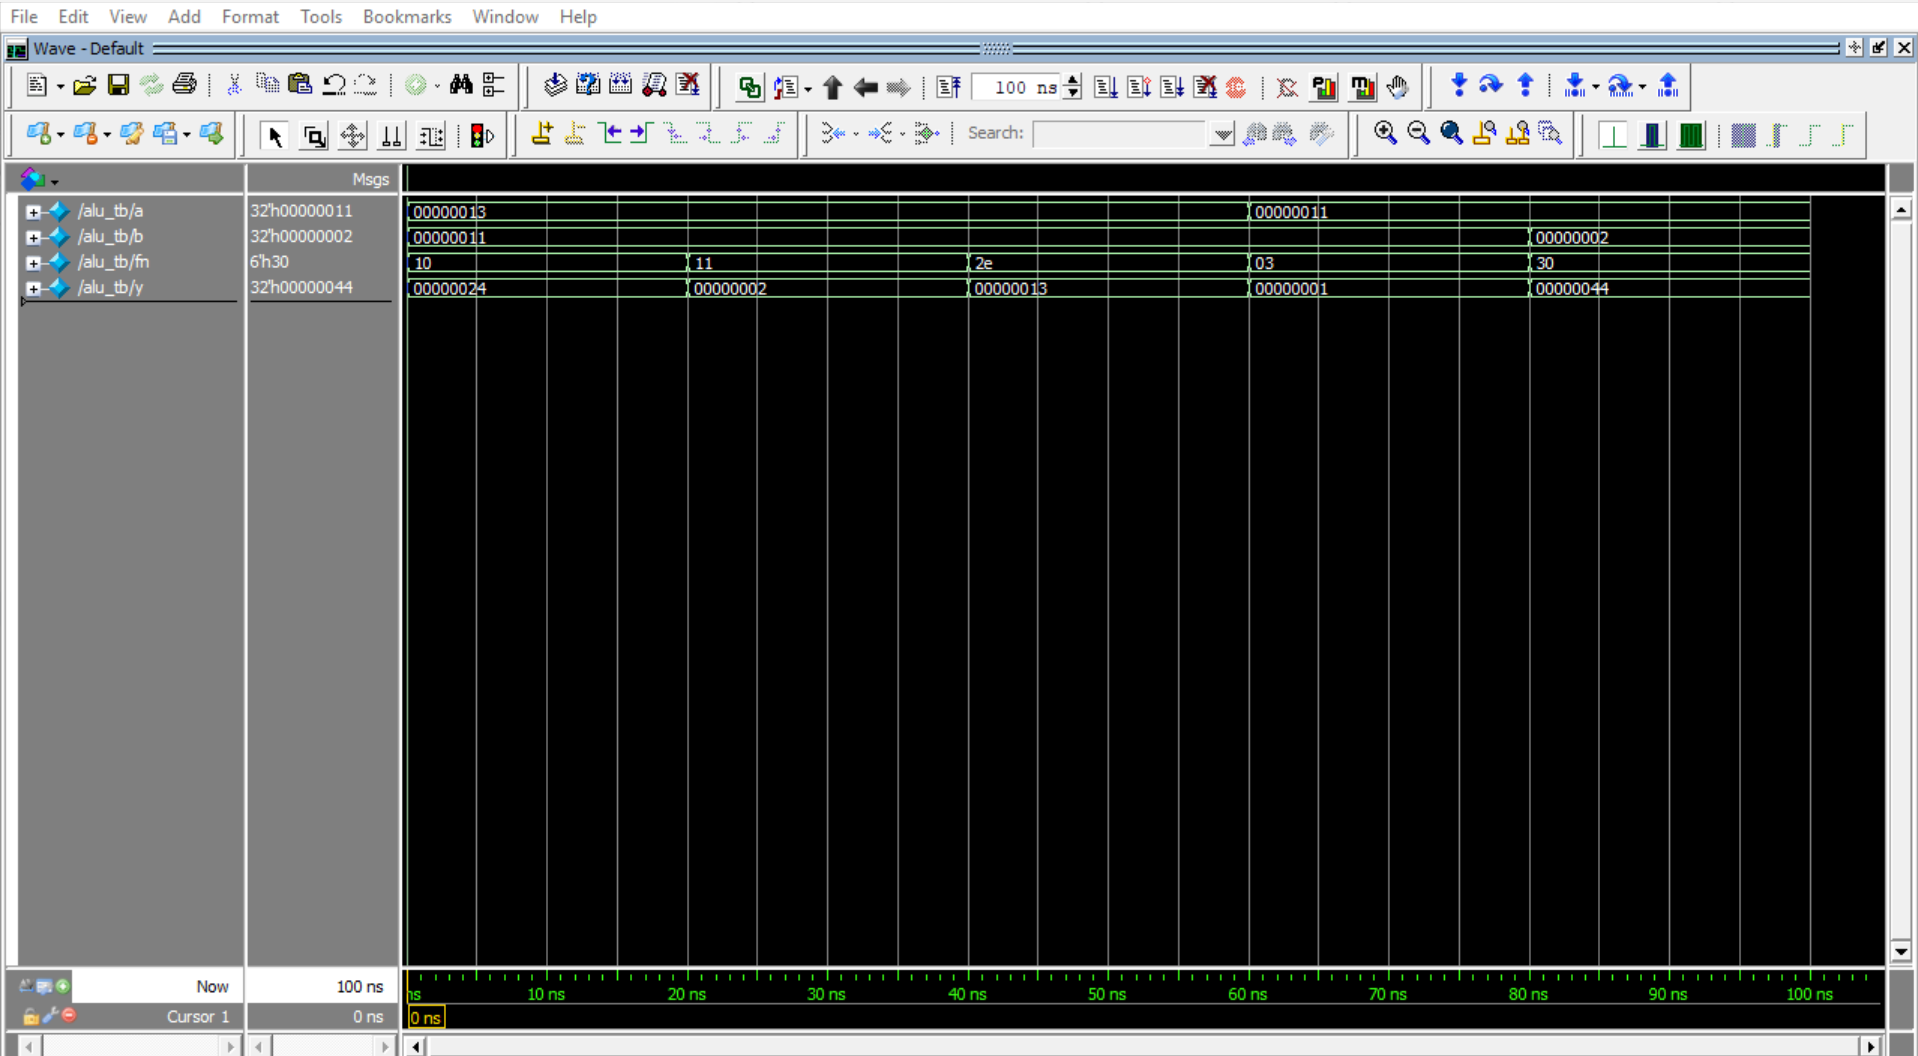 File Edit View Add Format Tools Bookmarks Window Help
Wave - Default
100 ns
Search:
Msgs
/alu_tb/a 32'h00000011 00000013 00000011
/alu_tb/b 32'h00000002 00000011 00000002
/alu_tb/fn 6'h30 10 11 2e 03 30
/alu_tb/y 32'h00000044 00000024 00000002 00000013 00000001 00000044
Now 100 ns ns 10 ns 20 ns 30 ns 40 ns 50 ns 60 ns 70 ns 80 ns 90 ns 100 ns
Cursor 1 0 ns 0 ns